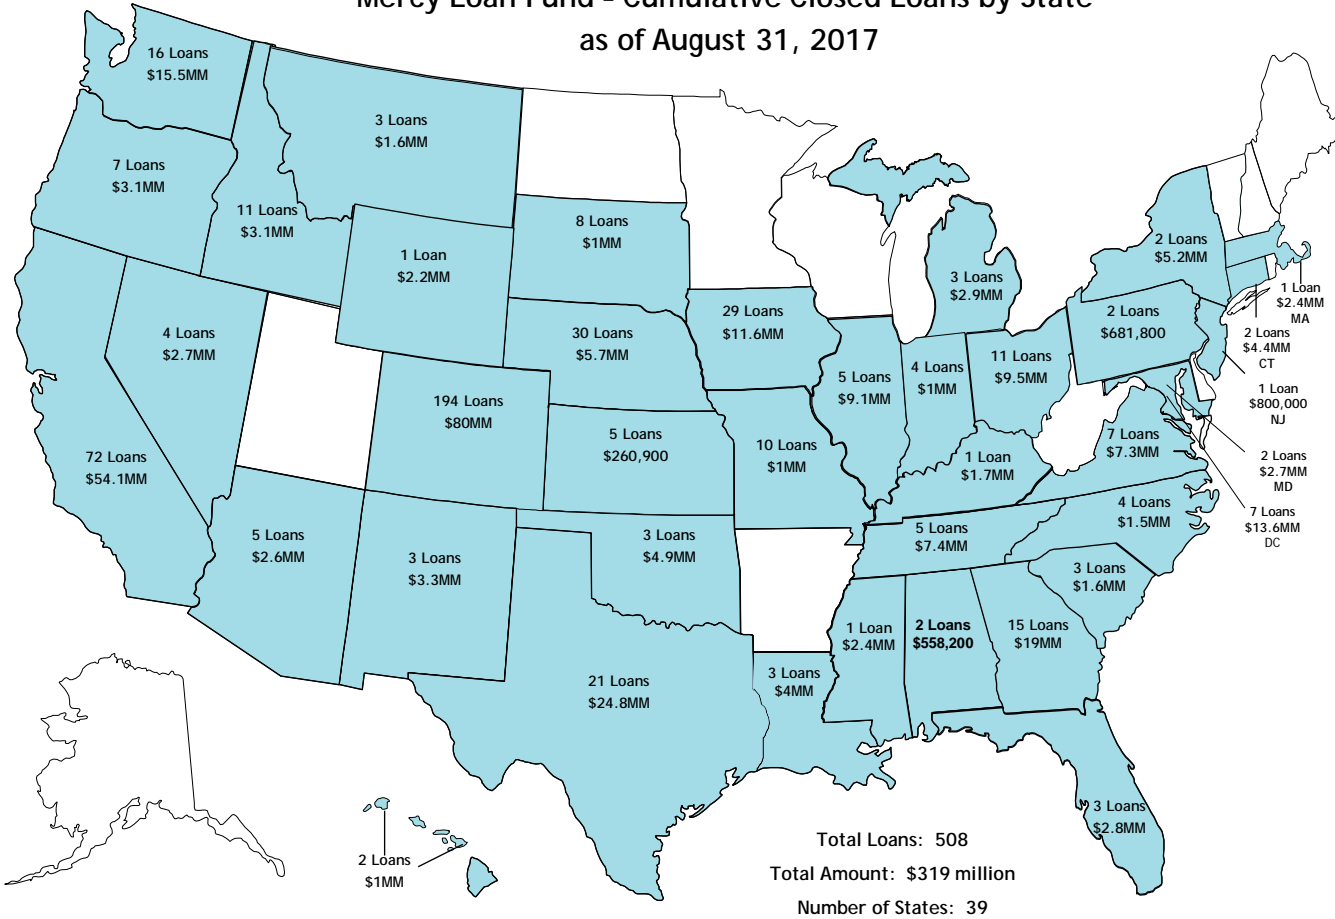 Mercy Loan Fund - Cumulative Closed Loans by State
as of August 31, 2017
16 Loans
$15.5MM
3 Loans
$1.6MM
7 Loans
$3.1MM
11 Loans
$3.1MM
8 Loans
$1MM
1 Loan
$2.2MM
2 Loans
$5.2MM
3 Loans
$2.9MM
1 Loan
$2.4MM
MA
4 Loans
$2.7MM
30 Loans
$5.7MM
29 Loans
$11.6MM
2 Loans
$681,800
2 Loans
$4.4MM
CT
5 Loans
$9.1MM
4 Loans
$1MM
11 Loans
$9.5MM
1 Loan
$800,000
NJ
194 Loans
$80MM
5 Loans
$260,900
10 Loans
$1MM
72 Loans
$54.1MM
1 Loan
$1.7MM
7 Loans
$7.3MM
2 Loans
$2.7MM
MD
7 Loans
$13.6MM
DC
5 Loans
$2.6MM
3 Loans
$3.3MM
3 Loans
$4.9MM
5 Loans
$7.4MM
4 Loans
$1.5MM
3 Loans
$1.6MM
1 Loan
$2.4MM
2 Loans
$558,200
15 Loans
$19MM
21 Loans
$24.8MM
3 Loans
$4MM
3 Loans
$2.8MM
2 Loans
$1MM
Total Loans: 508
Total Amount: $319 million
Number of States: 39